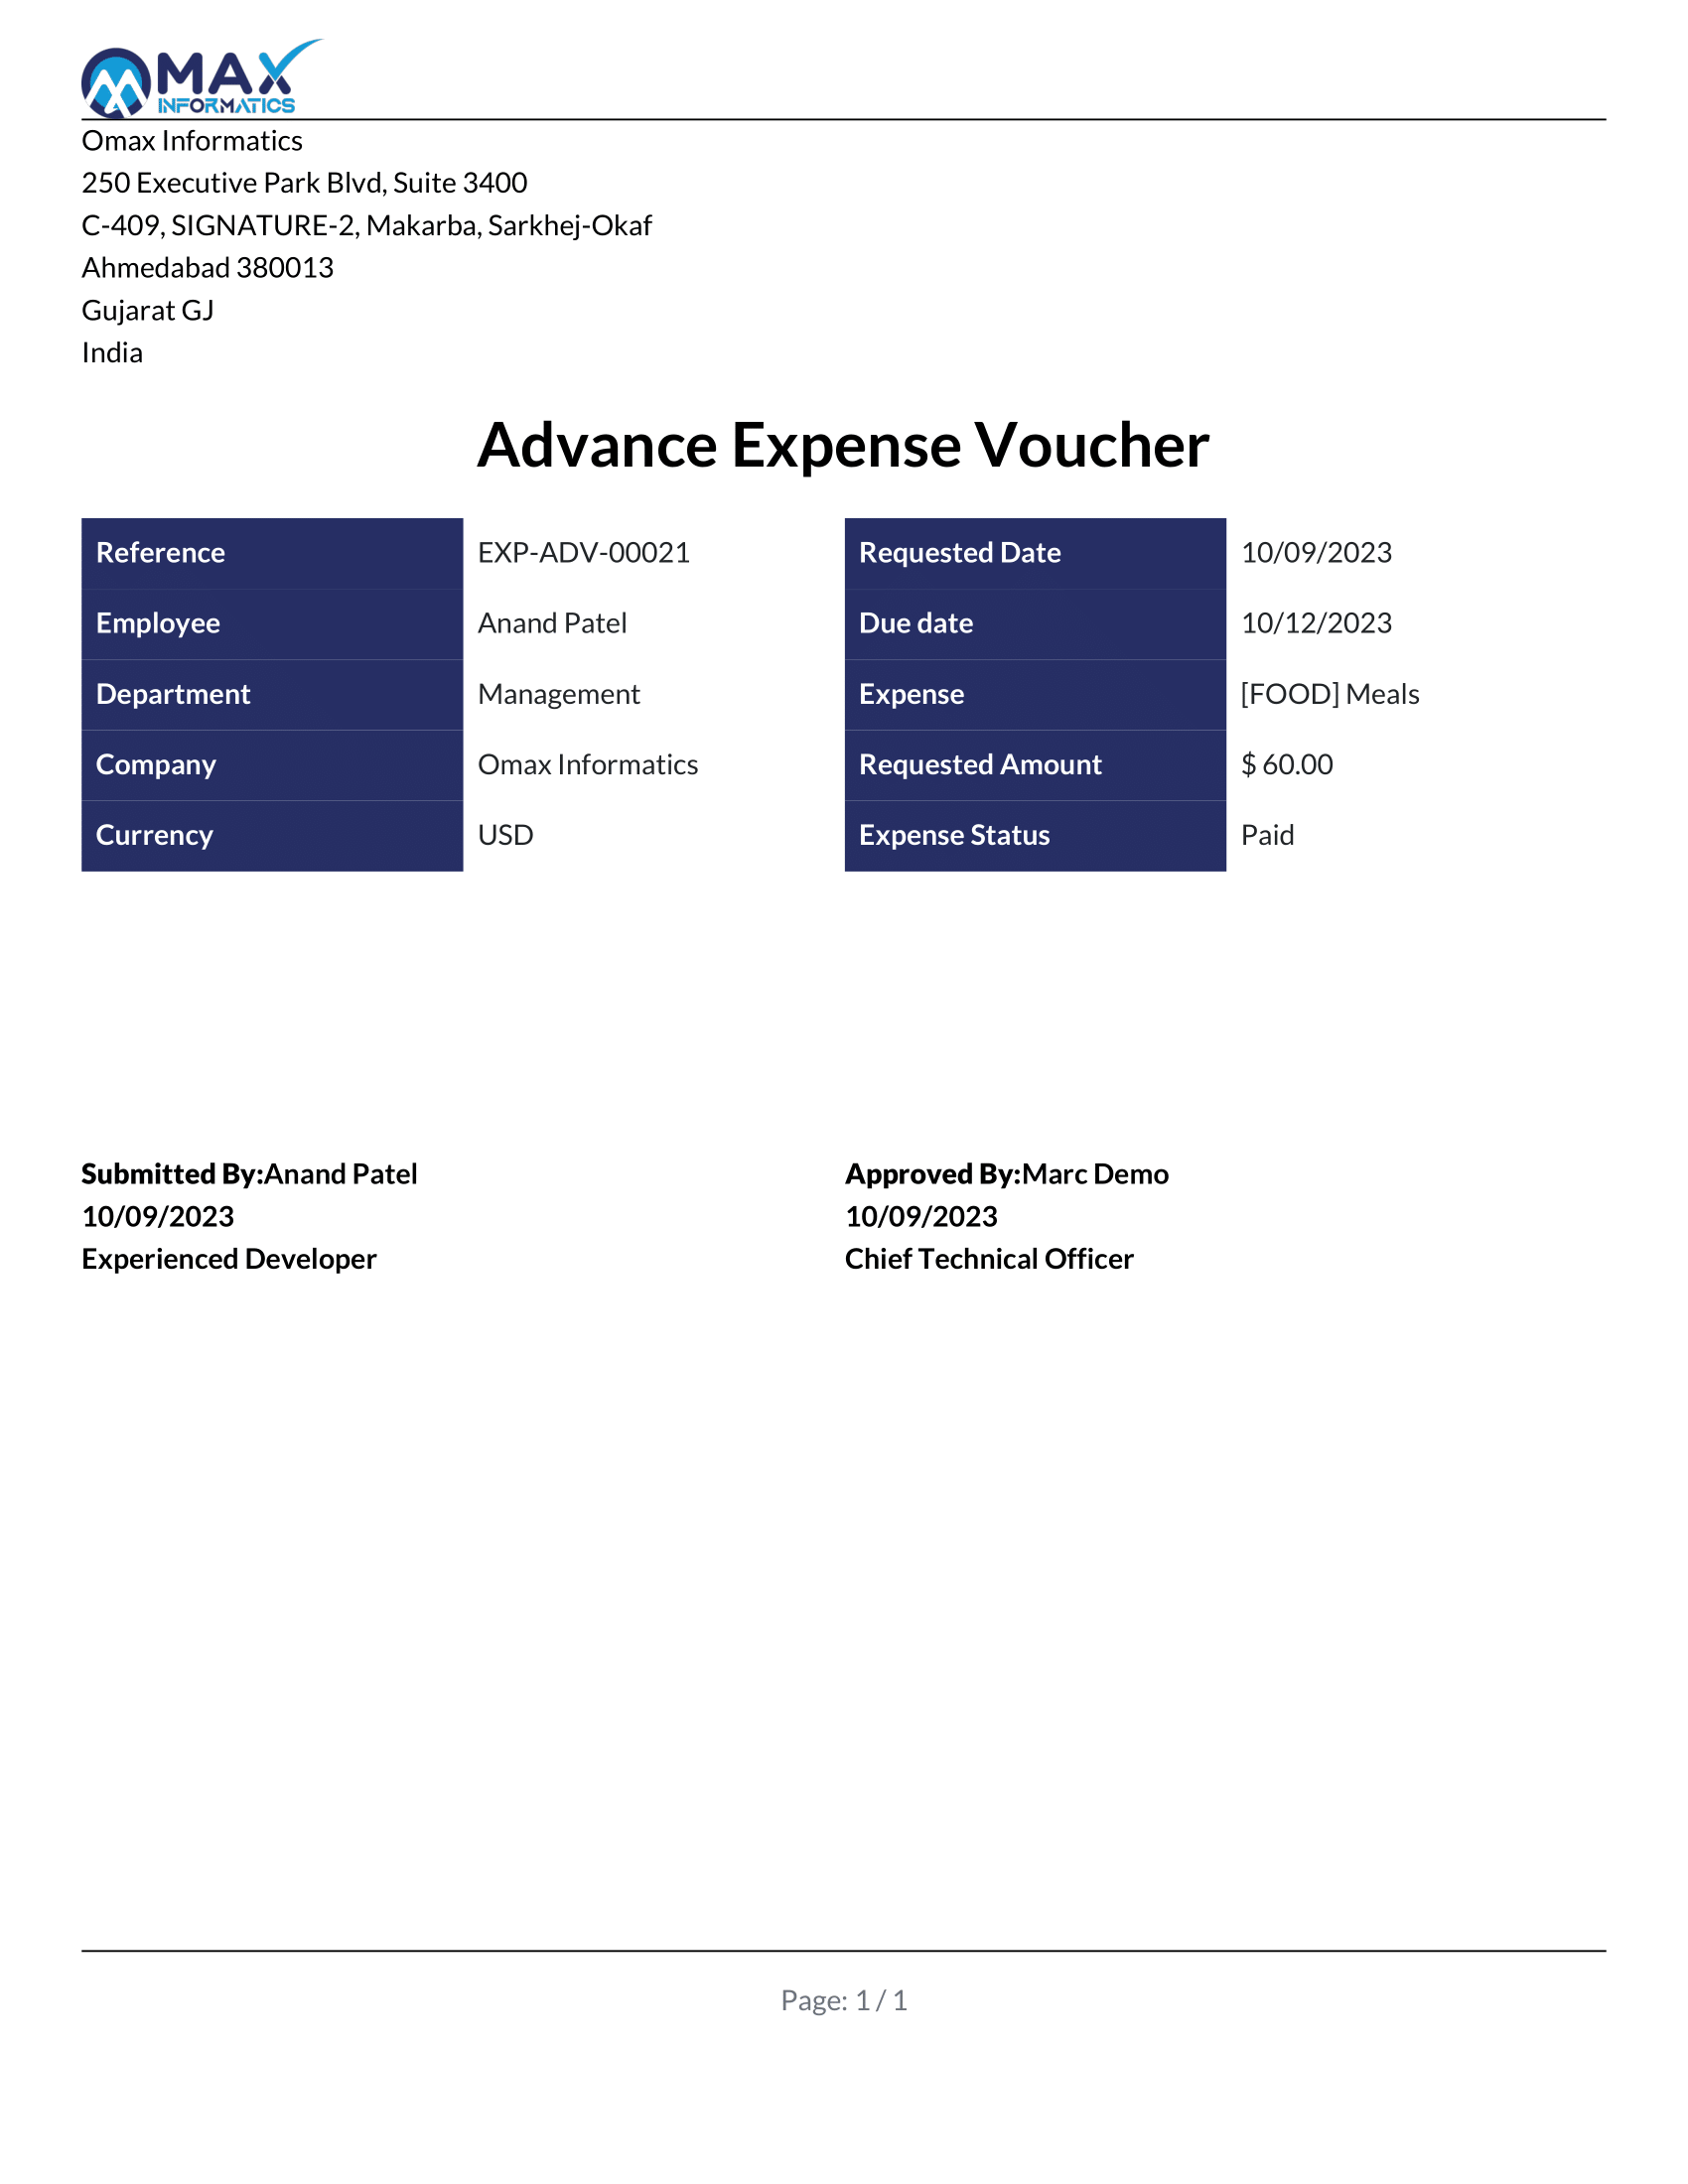 OMAX
INFORMATICS
Omax Informatics
250 Executive Park Blvd, Suite 3400
C-409, SIGNATURE-2, Makarba, Sarkhej-Okaf
Ahmedabad 380013
Gujarat GJ
India
Advance Expense Voucher
Reference EXP-ADV-00021 Requested Date 10/09/2023
Employee Anand Patel Due date 10/12/2023
Department Management Expense [FOOD] Meals
Company Omax Informatics Requested Amount $ 60.00
Currency USD Expense Status Paid
Submitted By:Anand Patel Approved By:Marc Demo
10/09/2023 10/09/2023
Experienced Developer Chief Technical Officer
Page: 1 / 1